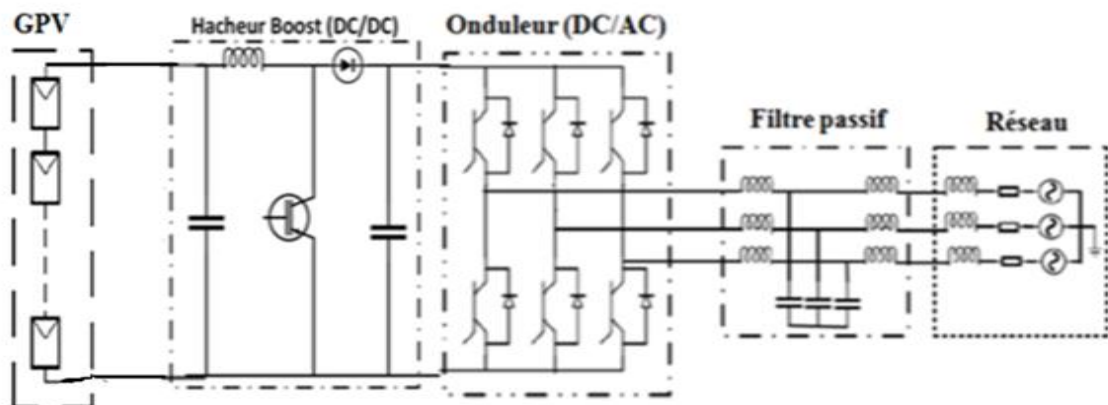 GPV
Hacheur Boost (DC/DC)
Onduleur (DC/AC)
Filtre passif
Réseau